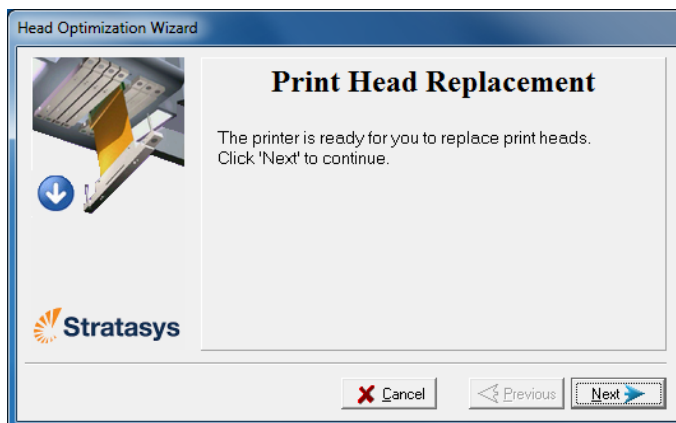 Head Optimization Wizard
Print Head Replacement
The printer is ready for you to replace print heads.
Click 'Next' to continue.
Stratasys
Cancel
Previous
Next